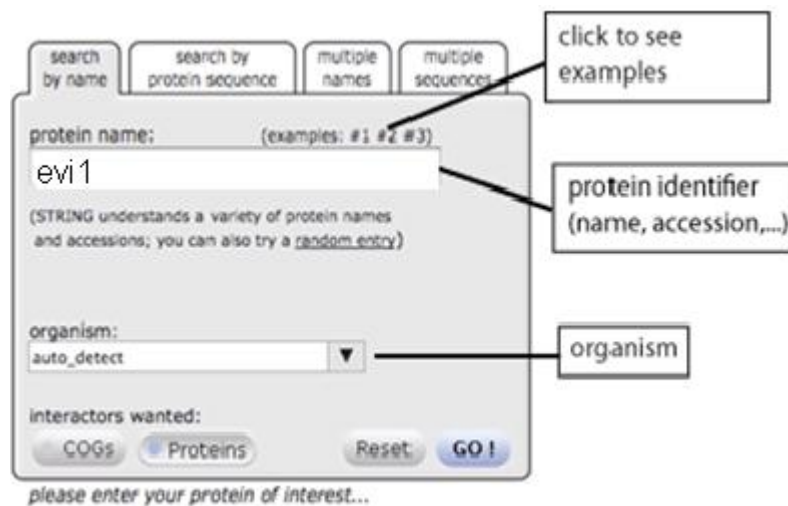 click to see
examples
search
by name
search by
protein sequence
multiple
names
multiple
sequences
protein name:
(examples: #1 #2 #3)
evi1
protein identifier
(name, accession,...)
(STRING understands a variety of protein names
and accessions; you can also try a random entry)
organism:
auto_detect
▼
organism
interactors wanted:
COGs
Proteins
Reset
GO !
please enter your protein of interest...